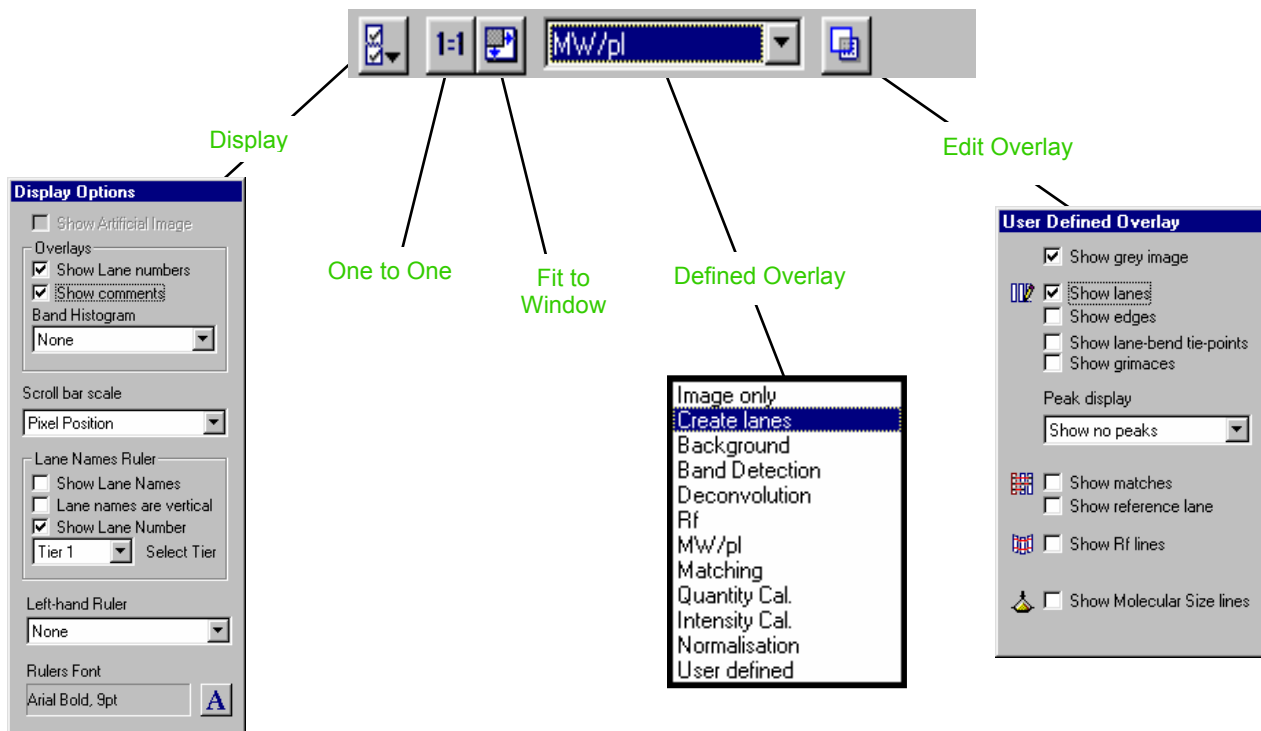 1=1
MW/pl
Display
Edit Overlay
One to One
Fit to
Window
Defined Overlay
Display Options
Show Artificial Image
Overlays
Show Lane numbers
Show comments
Band Histogram
None
Scroll bar scale
Pixel Position
Lane Names Ruler
Show Lane Names
Lane names are vertical
Show Lane Number
Tier 1 Select Tier
Left-hand Ruler
None
Rulers Font
Arial Bold, 9pt A
Image only
Create lanes
Background
Band Detection
Deconvolution
Rf
MW/pl
Matching
Quantity Cal.
Intensity Cal.
Normalisation
User defined
User Defined Overlay
Show grey image
Show lanes
Show edges
Show lane-bend tie-points
Show grimaces
Peak display
Show no peaks
Show matches
Show reference lane
Show Rf lines
Show Molecular Size lines